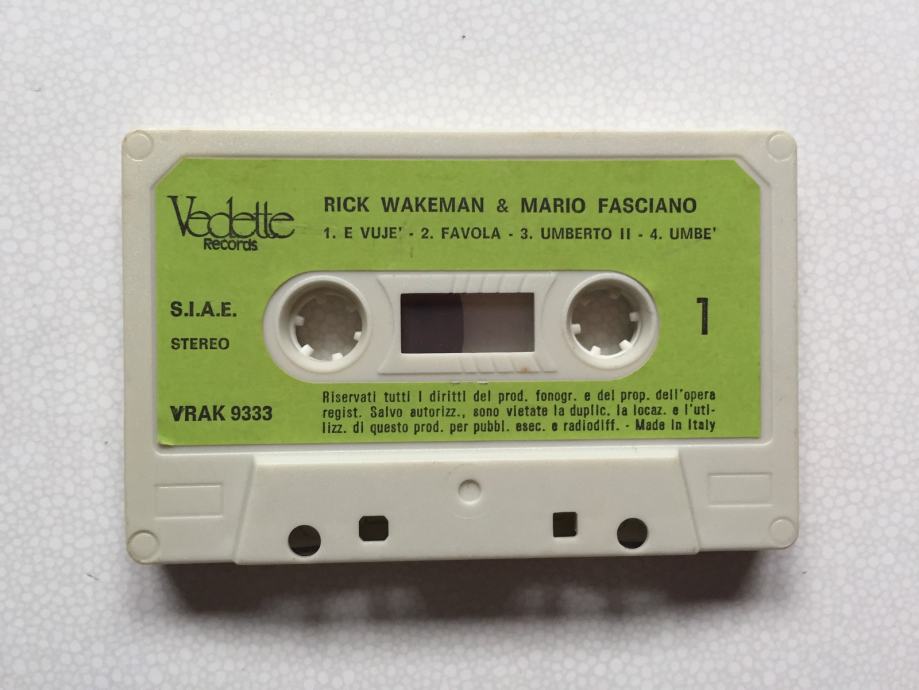 Vedette
Records
RICK WAKEMAN & MARIO FASCIANO
1. E VUJE' - 2. FAVOLA - 3. UMBERTO II - 4. UMBE'
S.I.A.E.
STEREO
1
VRAK 9333
Riservati tutti i diritti del prod. fonogr. e del prop. dell'opera
regist. Salvo autorizz., sono vietate la duplic. la locaz. e l'uti-
lizz. di questo prod. per pubbl. esec. e radiodiff. - Made in Italy